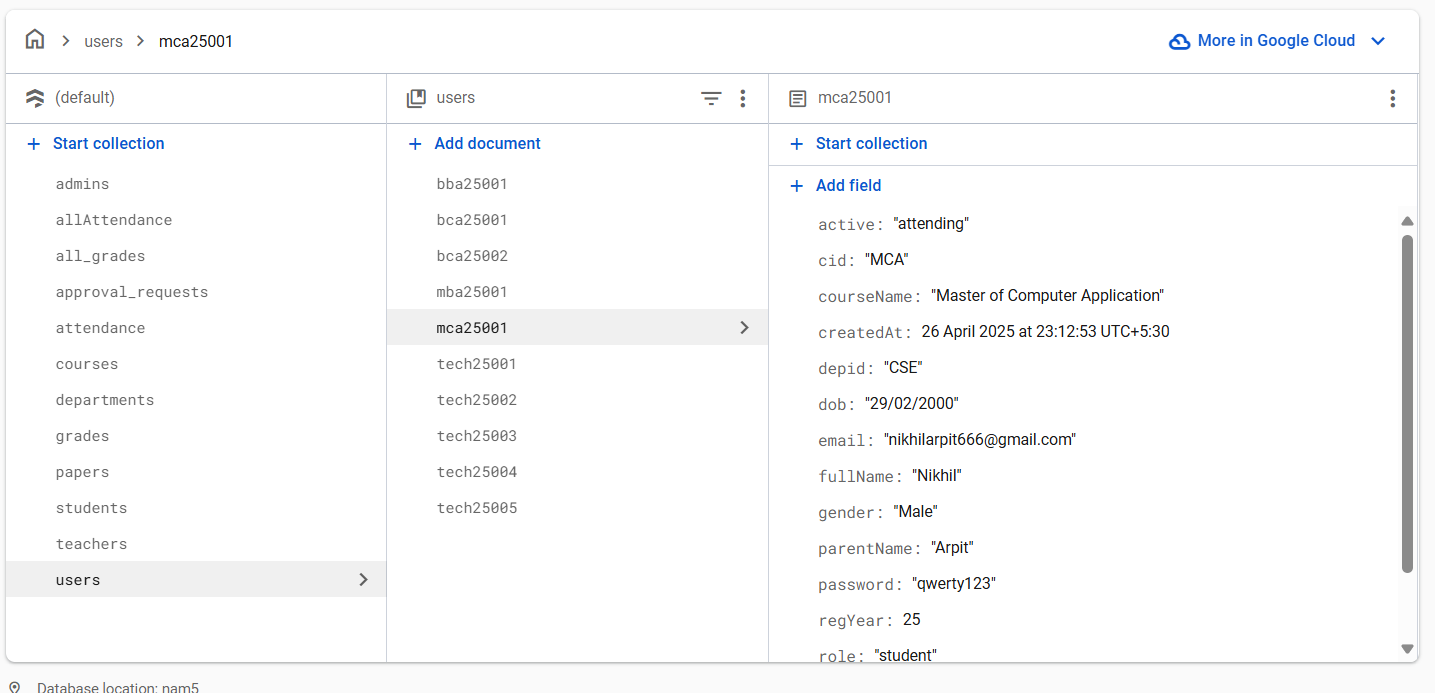 users > mca25001
More in Google Cloud
(default)
+ Start collection
admins
allAttendance
all_grades
approval_requests
attendance
courses
departments
grades
papers
students
teachers
users
users
+ Add document
bba25001
bca25001
bca25002
mba25001
mca25001
tech25001
tech25002
tech25003
tech25004
tech25005
mca25001
+ Start collection
+ Add field
active: "attending"
cid: "MCA"
courseName: "Master of Computer Application"
createdAt: 26 April 2025 at 23:12:53 UTC+5:30
depid: "CSE"
dob: "29/02/2000"
email: "nikhilarpit666@gmail.com"
fullName: "Nikhil"
gender: "Male"
parentName: "Arpit"
password: "qwerty123"
regYear: 25
role: "student"
Database location: nam5